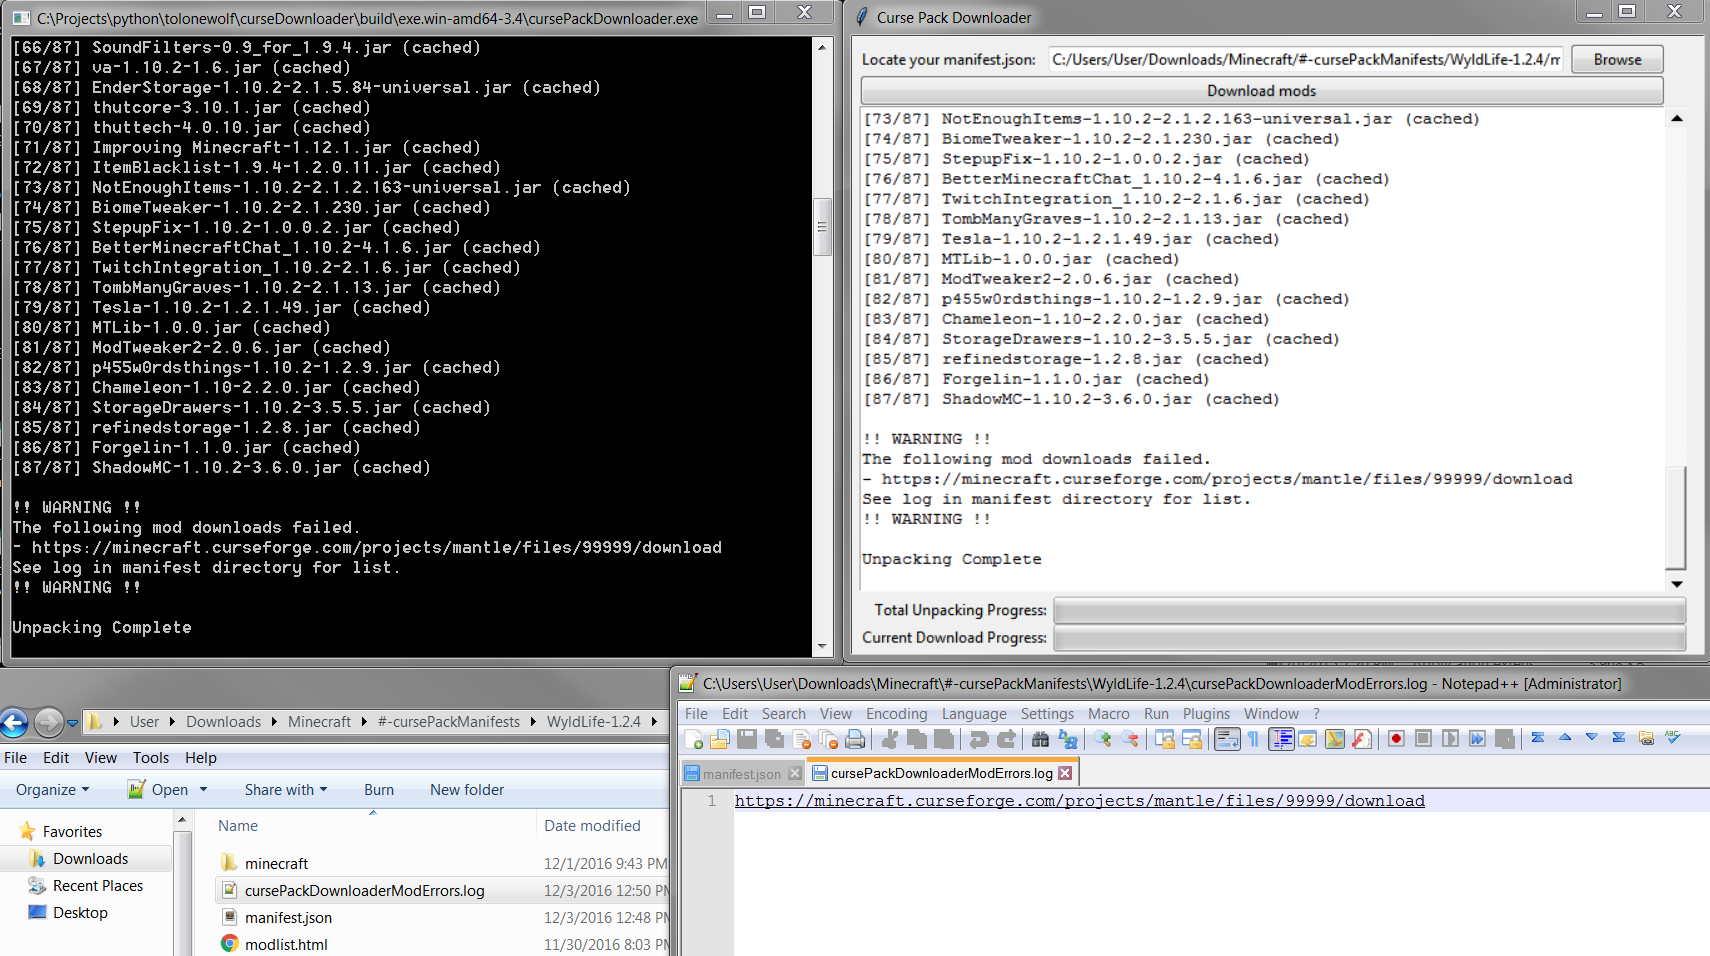 C:\Projects\python\tolonewolf\curseDownloader\build\exe.win-amd64-3.4\cursePackDownloader.exe
[66/87] SoundFilters-0.9_for_1.9.4.jar (cached)
[67/87] va-1.10.2-1.6.jar (cached)
[68/87] EnderStorage-1.10.2-2.1.5.84-universal.jar (cached)
[69/87] thutcore-3.10.1.jar (cached)
[70/87] thuttech-4.0.10.jar (cached)
[71/87] Improving Minecraft-1.12.1.jar (cached)
[72/87] ItemBlacklist-1.9.4-1.2.0.11.jar (cached)
[73/87] NotEnoughItems-1.10.2-2.1.2.163-universal.jar (cached)
[74/87] BiomeTweaker-1.10.2-2.1.230.jar (cached)
[75/87] StepupFix-1.10.2-1.0.0.2.jar (cached)
[76/87] BetterMinecraftChat_1.10.2-4.1.6.jar (cached)
[77/87] TwitchIntegration_1.10.2-2.1.6.jar (cached)
[78/87] TombManyGraves-1.10.2-2.1.13.jar (cached)
[79/87] Tesla-1.10.2-1.2.1.49.jar (cached)
[80/87] MTLib-1.0.0.jar (cached)
[81/87] ModTweaker2-2.0.6.jar (cached)
[82/87] p455w0rdsthings-1.10.2-1.2.9.jar (cached)
[83/87] Chameleon-1.10-2.2.0.jar (cached)
[84/87] StorageDrawers-1.10.2-3.5.5.jar (cached)
[85/87] refinedstorage-1.2.8.jar (cached)
[86/87] Forgelin-1.1.0.jar (cached)
[87/87] ShadowMC-1.10.2-3.6.0.jar (cached)
!! WARNING !!
The following mod downloads failed.
- https://minecraft.curseforge.com/projects/mantle/files/99999/download
See log in manifest directory for list.
!! WARNING !!
Unpacking Complete
Curse Pack Downloader
Locate your manifest.json: C:/Users/User/Downloads/Minecraft/#-cursePackManifests/WyldLife-1.2.4/m Browse
Download mods
[73/87] NotEnoughItems-1.10.2-2.1.2.163-universal.jar (cached)
[74/87] BiomeTweaker-1.10.2-2.1.230.jar (cached)
[75/87] StepupFix-1.10.2-1.0.0.2.jar (cached)
[76/87] BetterMinecraftChat_1.10.2-4.1.6.jar (cached)
[77/87] TwitchIntegration_1.10.2-2.1.6.jar (cached)
[78/87] TombManyGraves-1.10.2-2.1.13.jar (cached)
[79/87] Tesla-1.10.2-1.2.1.49.jar (cached)
[80/87] MTLib-1.0.0.jar (cached)
[81/87] ModTweaker2-2.0.6.jar (cached)
[82/87] p455w0rdsthings-1.10.2-1.2.9.jar (cached)
[83/87] Chameleon-1.10-2.2.0.jar (cached)
[84/87] StorageDrawers-1.10.2-3.5.5.jar (cached)
[85/87] refinedstorage-1.2.8.jar (cached)
[86/87] Forgelin-1.1.0.jar (cached)
[87/87] ShadowMC-1.10.2-3.6.0.jar (cached)
!! WARNING !!
The following mod downloads failed.
- https://minecraft.curseforge.com/projects/mantle/files/99999/download
See log in manifest directory for list.
!! WARNING !!
Unpacking Complete
Total Unpacking Progress:
Current Download Progress:
User Downloads Minecraft #-cursePackManifests WyldLife-1.2.4
File Edit View Tools Help
Organize Open Share with Burn New folder
Favorites
Downloads
Recent Places
Desktop
Name Date modified
minecraft 12/1/2016 9:43 PM
cursePackDownloaderModErrors.log 12/3/2016 12:50 PM
manifest.json 12/3/2016 12:48 PM
modlist.html 11/30/2016 8:03 PM
C:\Users\User\Downloads\Minecraft\#-cursePackManifests\WyldLife-1.2.4\cursePackDownloaderModErrors.log - Notepad++ [Administrator]
File Edit Search View Encoding Language Settings Macro Run Plugins Window ?
manifest.json cursePackDownloaderModErrors.log
1 https://minecraft.curseforge.com/projects/mantle/files/99999/download